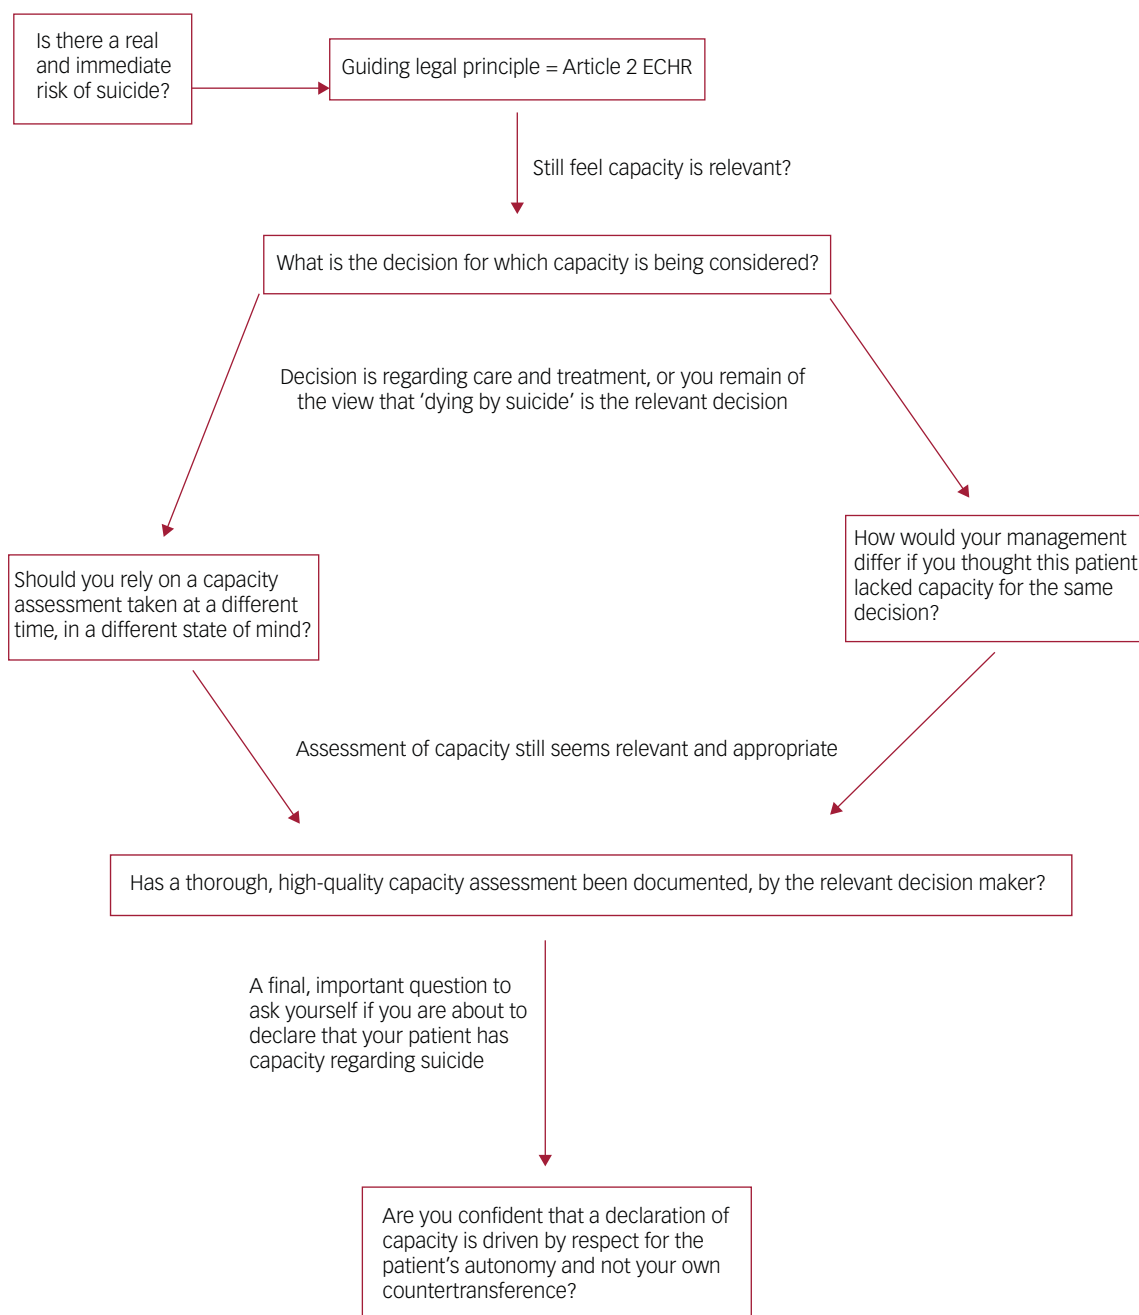 Is there a real
and immediate
risk of suicide?
Guiding legal principle = Article 2 ECHR
Still feel capacity is relevant?
What is the decision for which capacity is being considered?
Decision is regarding care and treatment, or you remain of
the view that ‘dying by suicide’ is the relevant decision
Should you rely on a capacity
assessment taken at a different
time, in a different state of mind?
How would your management
differ if you thought this patient
lacked capacity for the same
decision?
Assessment of capacity still seems relevant and appropriate
Has a thorough, high-quality capacity assessment been documented, by the relevant decision maker?
A final, important question to
ask yourself if you are about to
declare that your patient has
capacity regarding suicide
Are you confident that a declaration of
capacity is driven by respect for the
patient’s autonomy and not your own
countertransference?